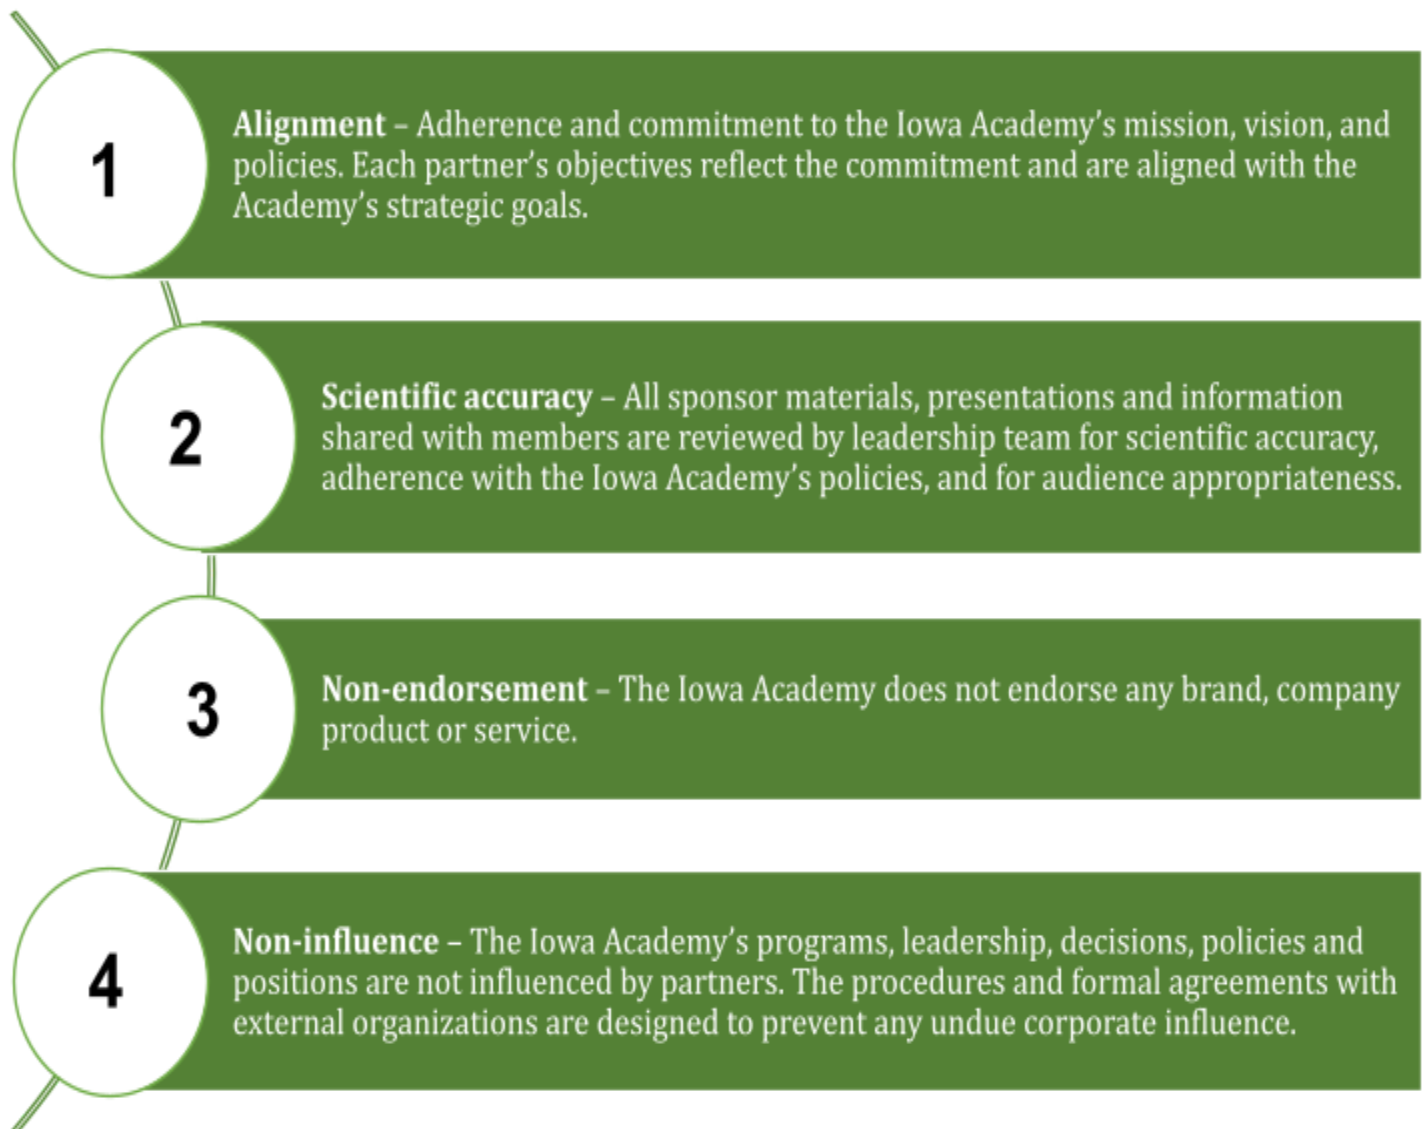 1
Alignment – Adherence and commitment to the Iowa Academy’s mission, vision, and
policies. Each partner’s objectives reflect the commitment and are aligned with the
Academy’s strategic goals.
2
Scientific accuracy – All sponsor materials, presentations and information
shared with members are reviewed by leadership team for scientific accuracy,
adherence with the Iowa Academy’s policies, and for audience appropriateness.
3
Non-endorsement – The Iowa Academy does not endorse any brand, company
product or service.
4
Non-influence – The Iowa Academy’s programs, leadership, decisions, policies and
positions are not influenced by partners. The procedures and formal agreements with
external organizations are designed to prevent any undue corporate influence.